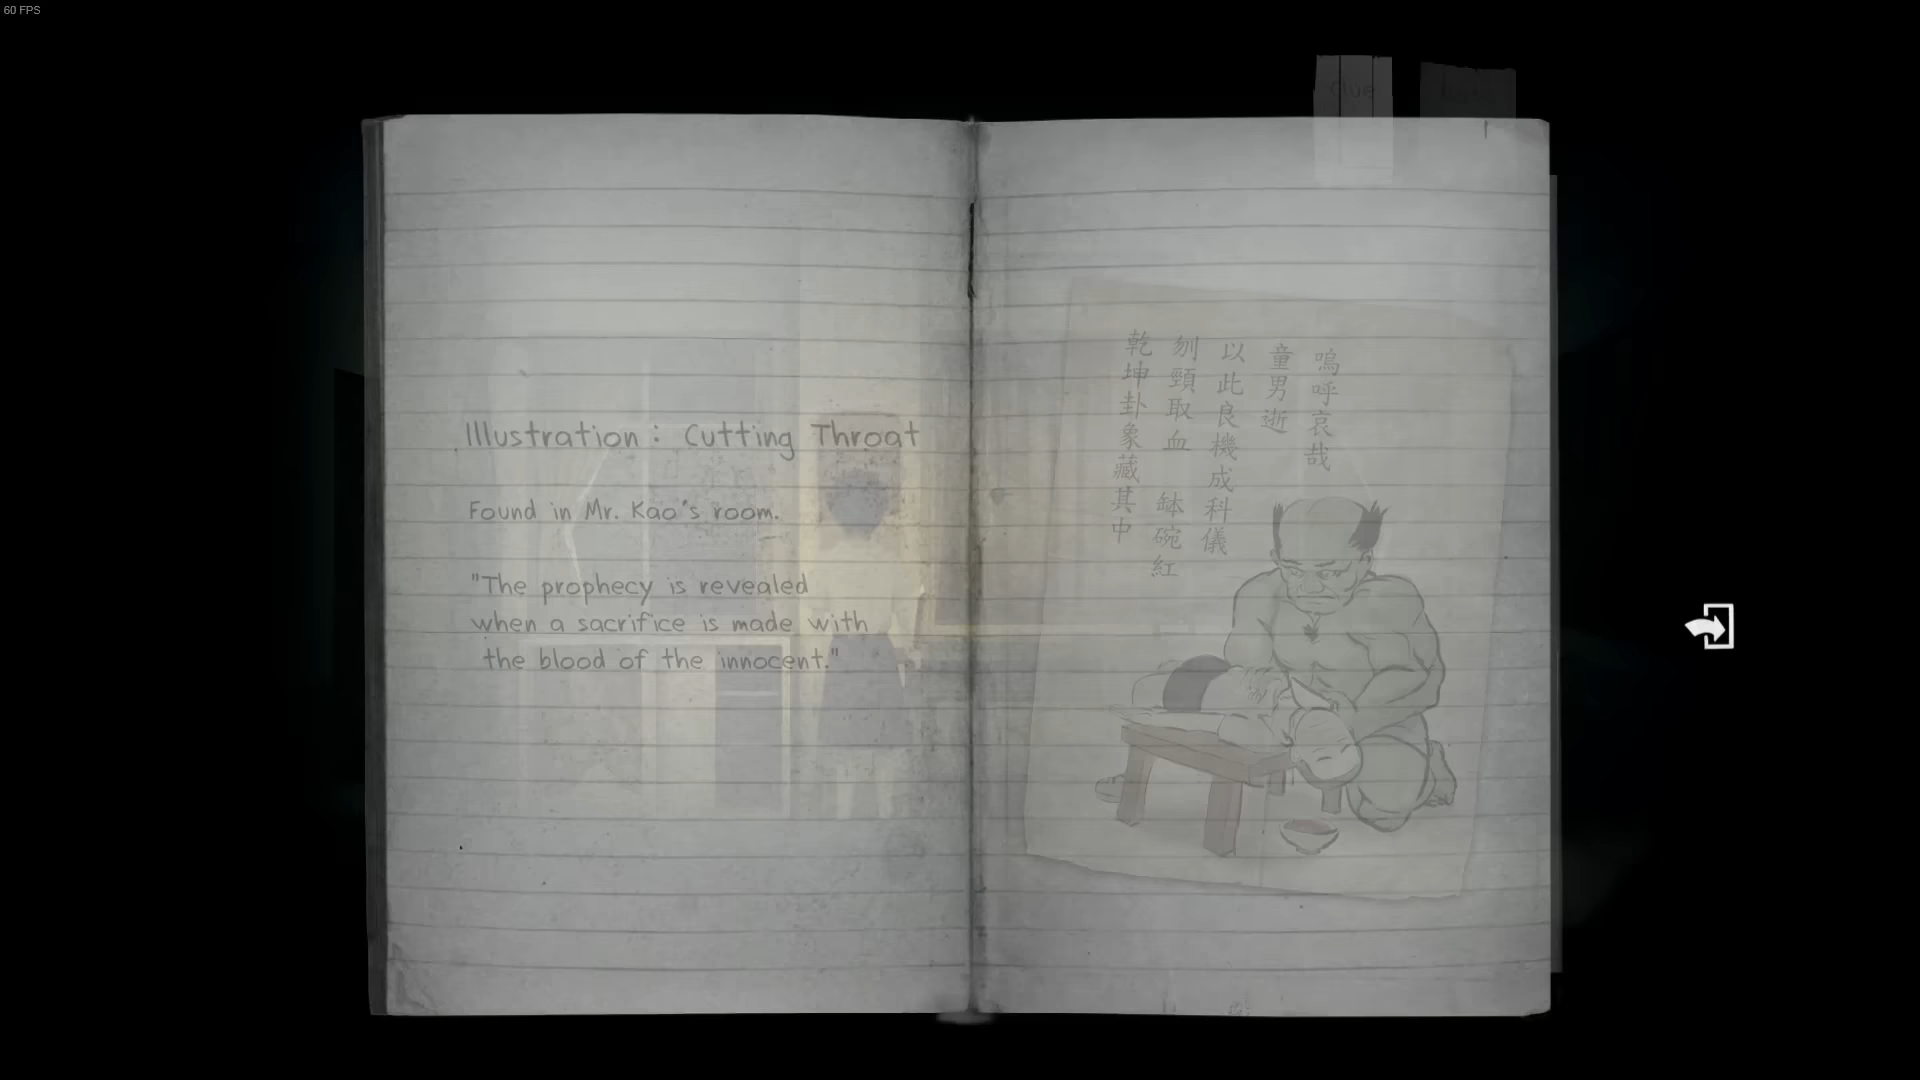 60 FPS
Clue
Illustration: Cutting Throat
Found in Mr. Kao's room.
"The prophecy is revealed
when a sacrifice is made with
the blood of the innocent."
嗚呼哀哉
童男逝
以此良機成科儀
刎頸取血 缽碗紅
乾坤卦象藏其中